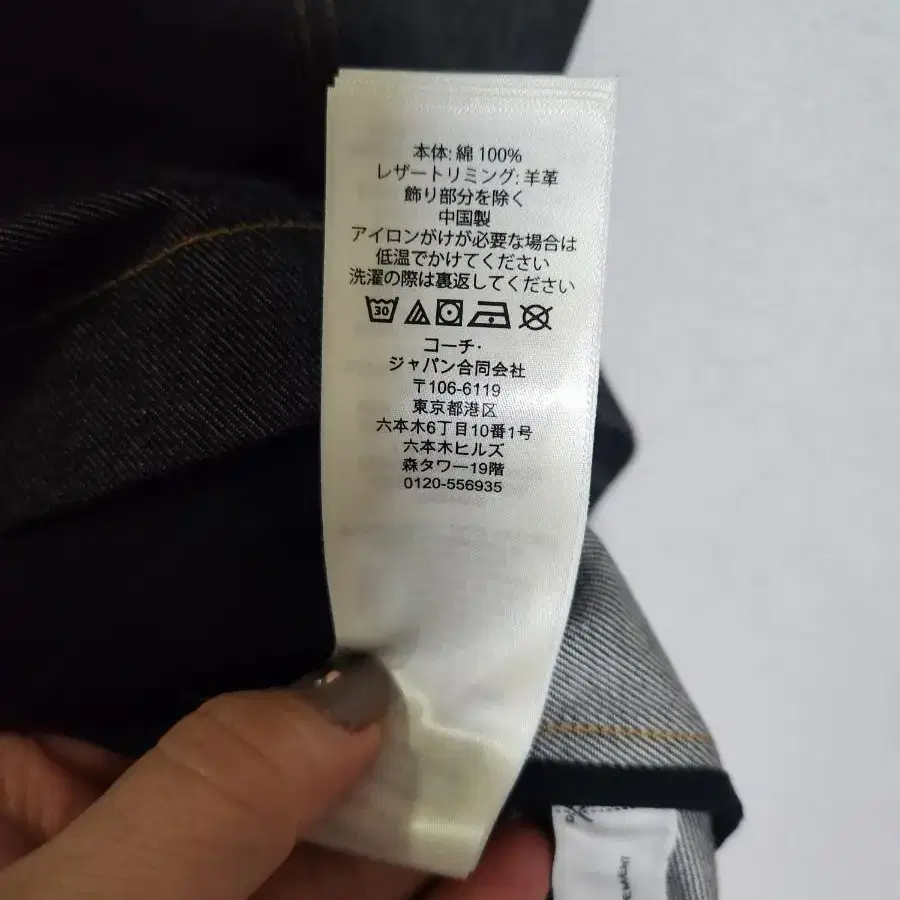 本体: 綿 100%
レザートリミング: 羊革
飾り部分を除く
中国製
アイロンがけが必要な場合は
低温でかけてください
洗濯の際は裏返してください
30
コーチ・
ジャパン合同会社
〒106-6119
東京都港区
六本木6丁目10番1号
六本木ヒルズ
森タワー19階
0120-556935